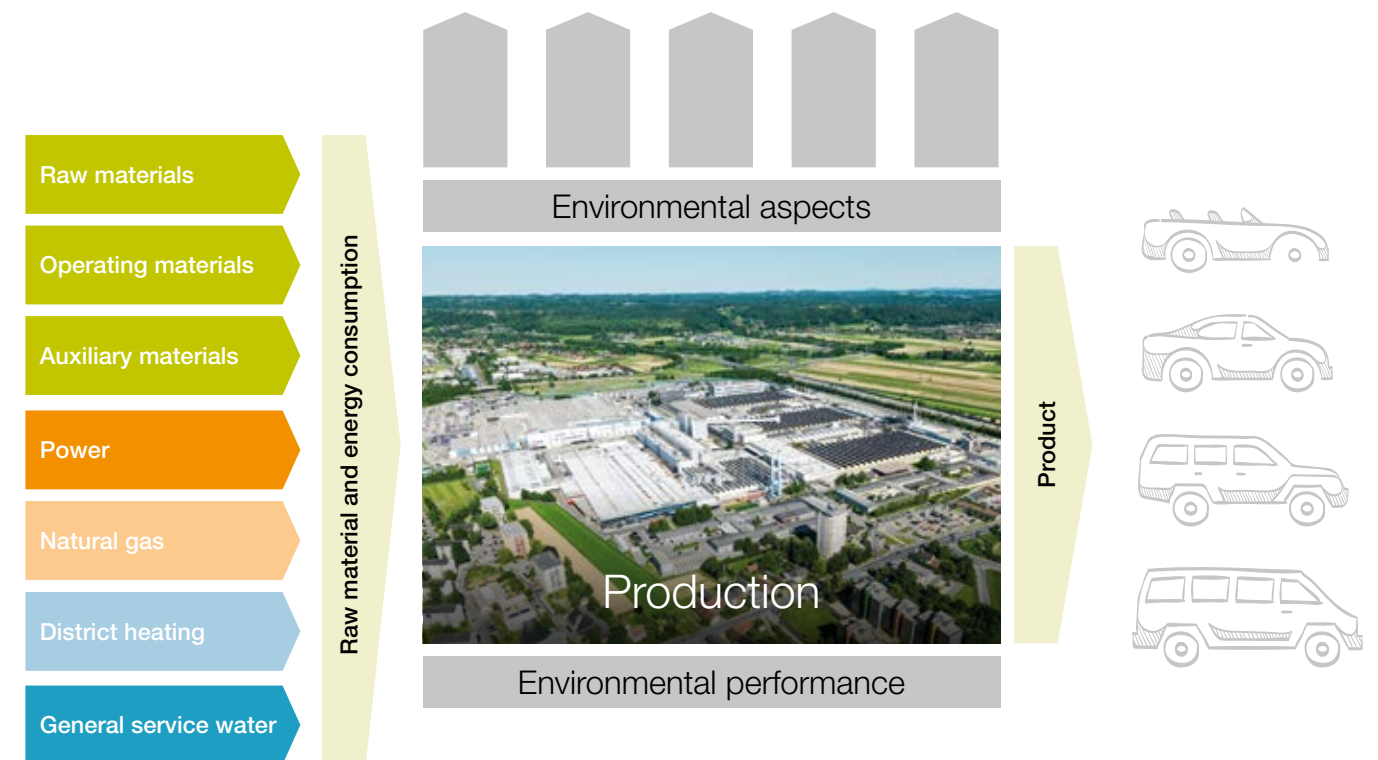 Raw materials
Operating materials
Auxiliary materials
Power
Natural gas
District heating
General service water
Raw material and energy consumption
Environmental aspects
Production
Environmental performance
Product